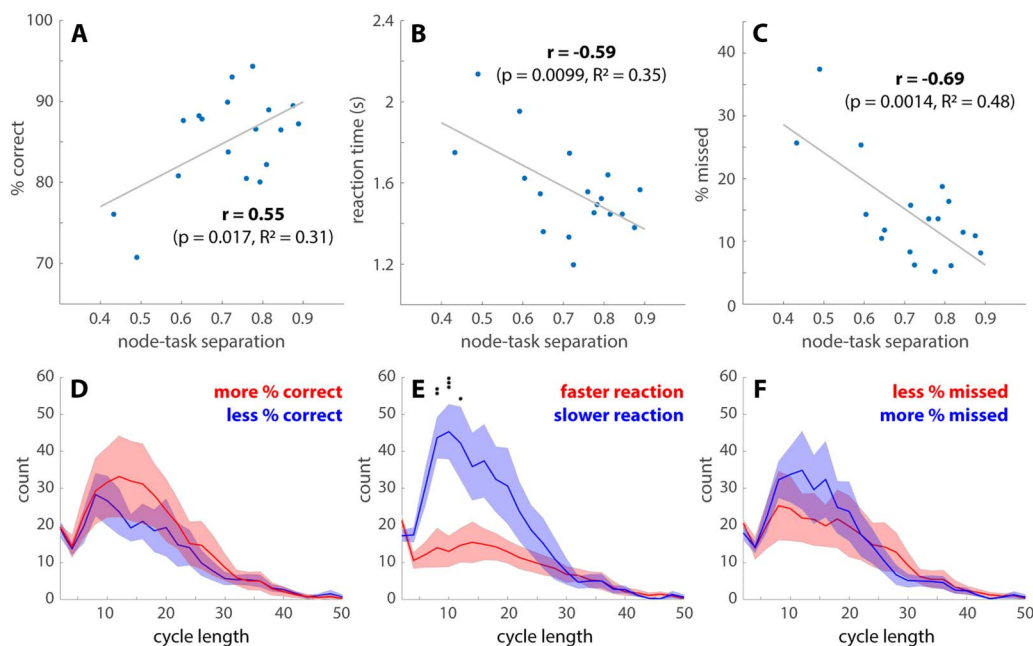 A
% correct
100
90
80
70
r = 0.55
(p = 0.017, R² = 0.31)
0.4 0.5 0.6 0.7 0.8 0.9
node-task separation
B
reaction time (s)
2.4
2
1.6
1.2
r = -0.59
(p = 0.0099, R² = 0.35)
0.4 0.5 0.6 0.7 0.8 0.9
node-task separation
C
% missed
40
30
20
10
0
r = -0.69
(p = 0.0014, R² = 0.48)
0.4 0.5 0.6 0.7 0.8 0.9
node-task separation
D
more % correct
less % correct
count
60
50
40
30
20
10
0
10 20 30 40 50
cycle length
E
faster reaction
slower reaction
count
60
50
40
30
20
10
0
10 20 30 40 50
cycle length
F
less % missed
more % missed
count
60
50
40
30
20
10
0
10 20 30 40 50
cycle length